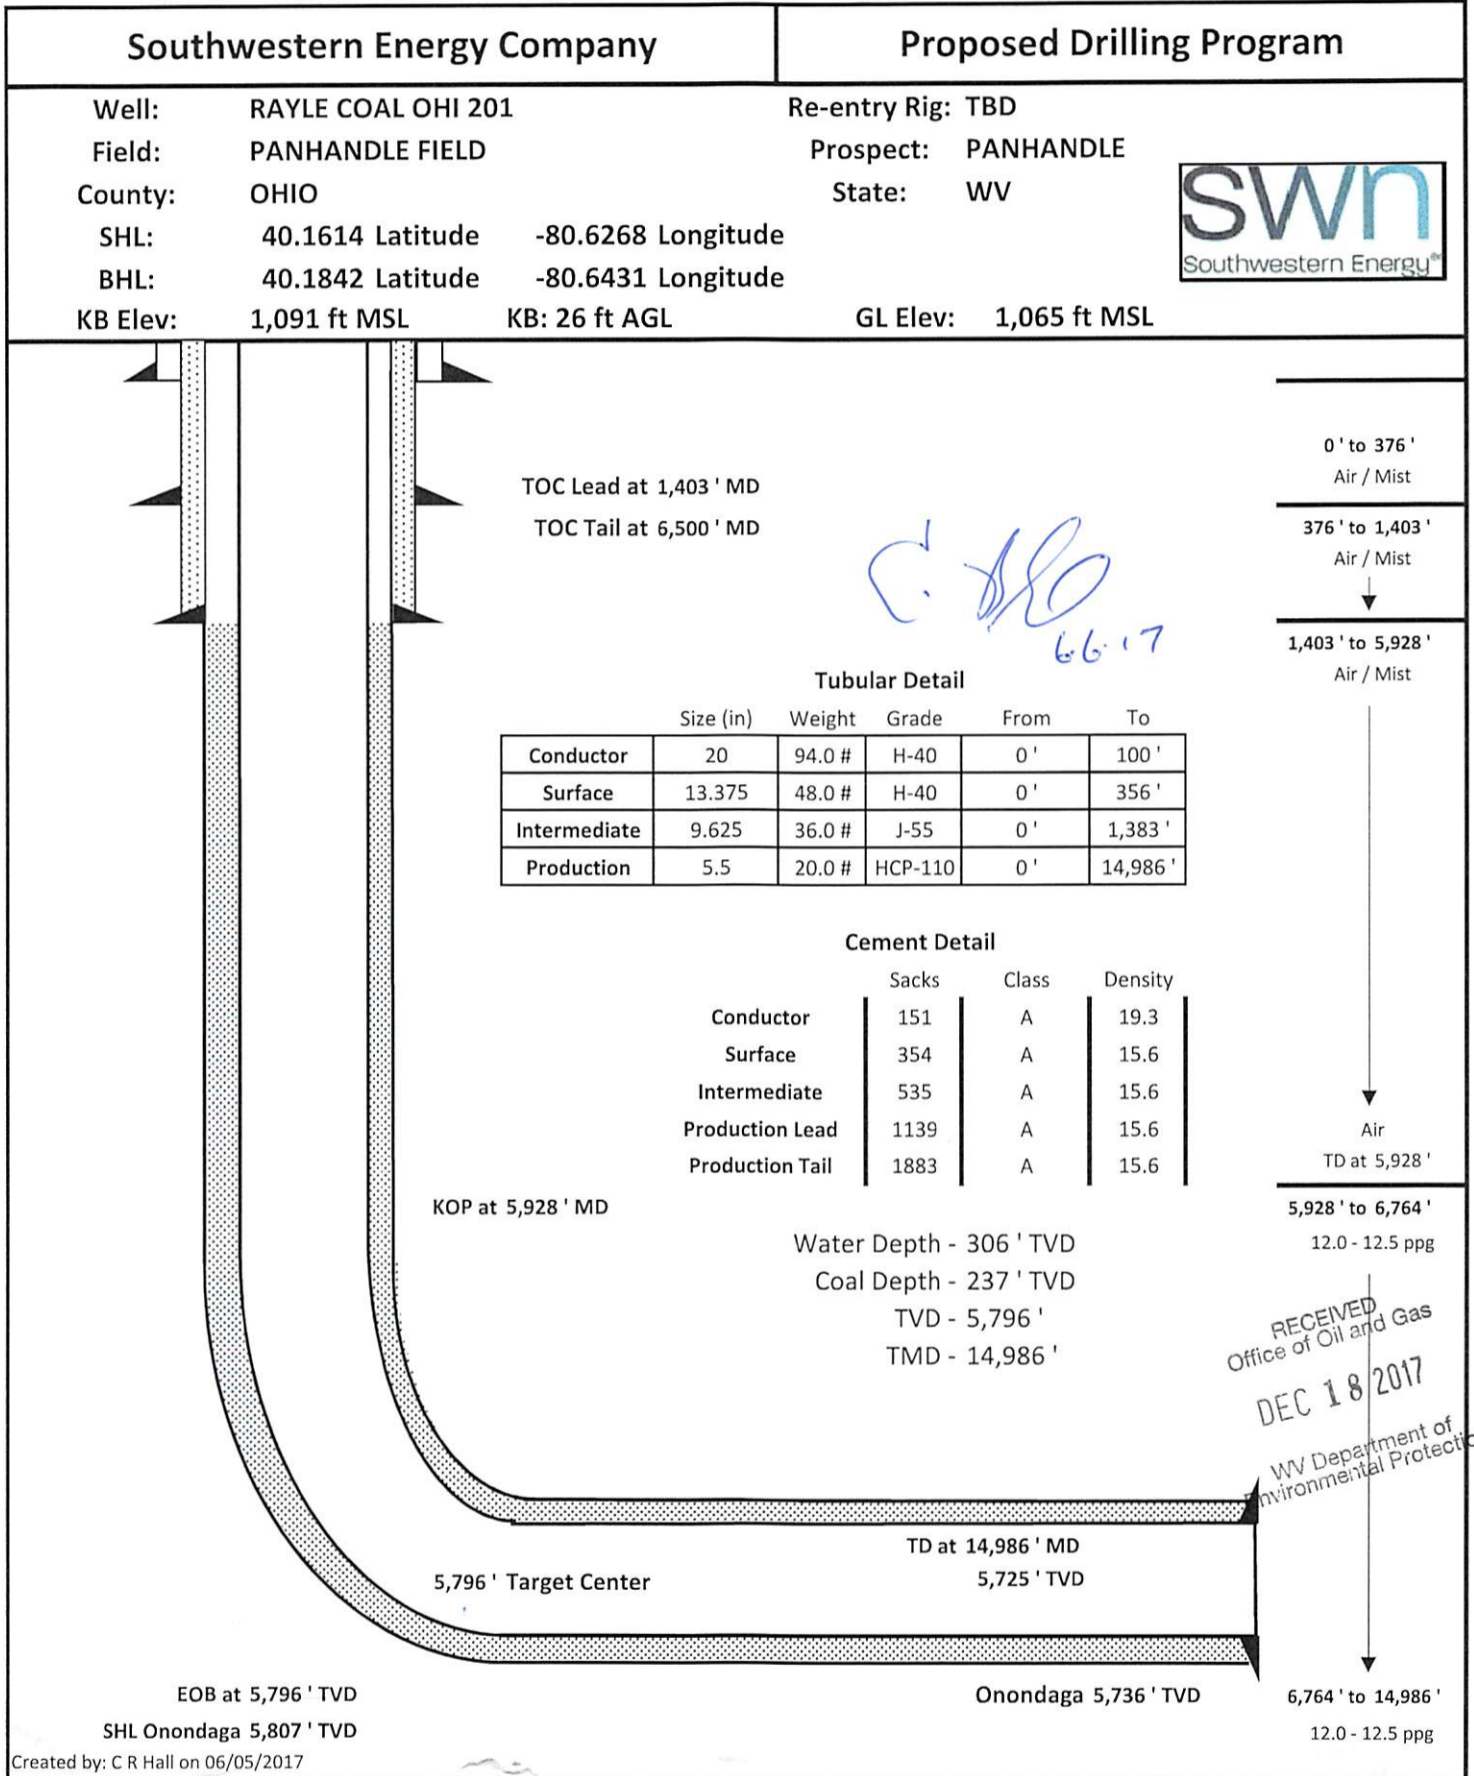 Southwestern Energy Company
Proposed Drilling Program
Well: RAYLE COAL OHI 201 Re-entry Rig: TBD
Field: PANHANDLE FIELD Prospect: PANHANDLE
County: OHIO State: WV
SHL: 40.1614 Latitude -80.6268 Longitude
BHL: 40.1842 Latitude -80.6431 Longitude
KB Elev: 1,091 ft MSL KB: 26 ft AGL GL Elev: 1,065 ft MSL
swn
Southwestern Energy®
0 ' to 376 '
Air / Mist
TOC Lead at 1,403 ' MD
TOC Tail at 6,500 ' MD
376 ' to 1,403 '
Air / Mist
6.6.17
1,403 ' to 5,928 '
Air / Mist
Tubular Detail
Size (in) Weight Grade From To
Conductor 20 94.0 # H-40 0 ' 100 '
Surface 13.375 48.0 # H-40 0 ' 356 '
Intermediate 9.625 36.0 # J-55 0 ' 1,383 '
Production 5.5 20.0 # HCP-110 0 ' 14,986 '
Cement Detail
Sacks Class Density
Conductor 151 A 19.3
Surface 354 A 15.6
Intermediate 535 A 15.6
Production Lead 1139 A 15.6
Production Tail 1883 A 15.6
Air
TD at 5,928 '
KOP at 5,928 ' MD
5,928 ' to 6,764 '
12.0 - 12.5 ppg
Water Depth - 306 ' TVD
Coal Depth - 237 ' TVD
TVD - 5,796 '
TMD - 14,986 '
RECEIVED
Office of Oil and Gas
DEC 18 2017
WV Department of
Environmental Protectio
TD at 14,986 ' MD
5,796 ' Target Center 5,725 ' TVD
EOB at 5,796 ' TVD Onondaga 5,736 ' TVD
6,764 ' to 14,986 '
SHL Onondaga 5,807 ' TVD
12.0 - 12.5 ppg
Created by: C R Hall on 06/05/2017